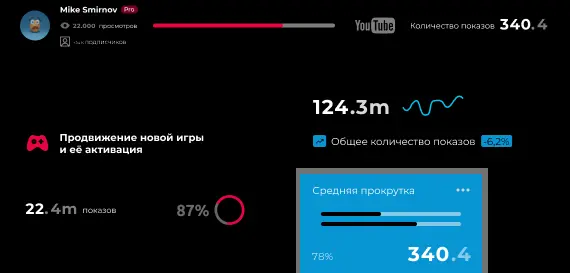 Mike Smirnov Pro
22.000 просмотров
YouTube
Количество показов 340.4
подписчиков
124.3m
Общее количество показов -6,2%
Продвижение новой игры
и её активация
22.4m показов
87%
Средняя прокрутка
78%
340.4